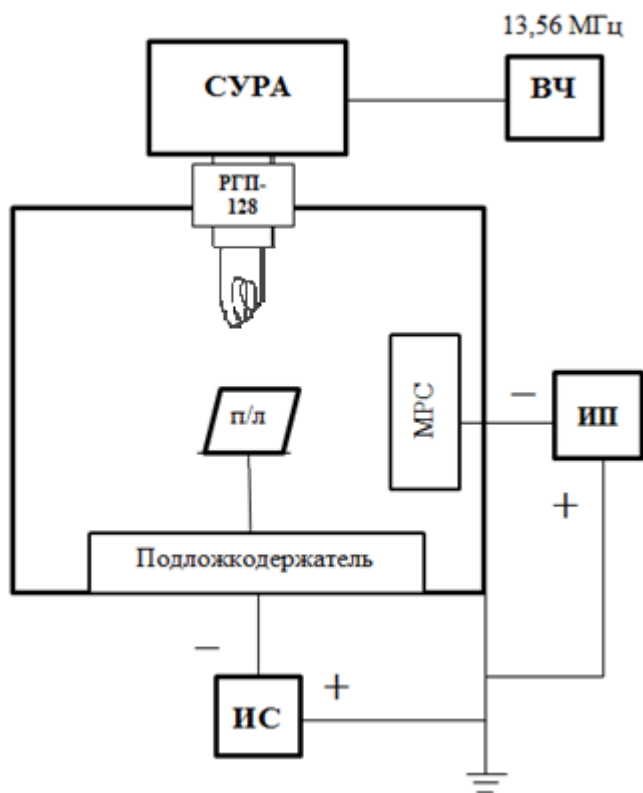 13,56 МГц
СУРА
ВЧ
РГП-
128
п/л
МРС
−
ИП
+
Подложкодержатель
−
+
ИС